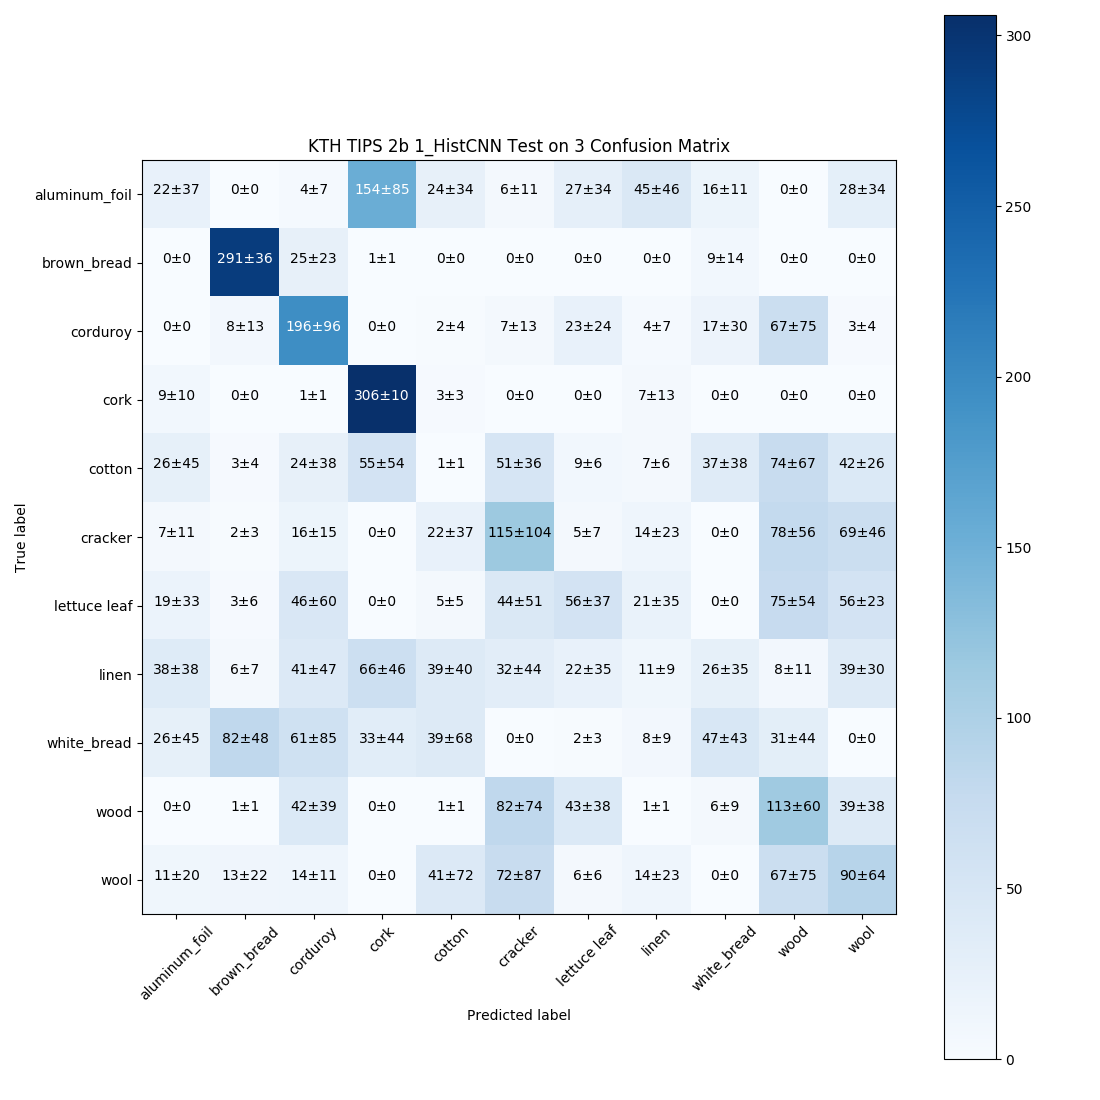 KTH TIPS 2b 1_HistCNN Test on 3 Confusion Matrix
aluminum_foil 22±37 0±0 4±7 154±85 24±34 6±11 27±34 45±46 16±11 0±0 28±34
brown_bread 0±0 291±36 25±23 1±1 0±0 0±0 0±0 0±0 9±14 0±0 0±0
corduroy 0±0 8±13 196±96 0±0 2±4 7±13 23±24 4±7 17±30 67±75 3±4
cork 9±10 0±0 1±1 306±10 3±3 0±0 0±0 7±13 0±0 0±0 0±0
cotton 26±45 3±4 24±38 55±54 1±1 51±36 9±6 7±6 37±38 74±67 42±26
cracker 7±11 2±3 16±15 0±0 22±37 115±104 5±7 14±23 0±0 78±56 69±46
lettuce leaf 19±33 3±6 46±60 0±0 5±5 44±51 56±37 21±35 0±0 75±54 56±23
linen 38±38 6±7 41±47 66±46 39±40 32±44 22±35 11±9 26±35 8±11 39±30
white_bread 26±45 82±48 61±85 33±44 39±68 0±0 2±3 8±9 47±43 31±44 0±0
wood 0±0 1±1 42±39 0±0 1±1 82±74 43±38 1±1 6±9 113±60 39±38
wool 11±20 13±22 14±11 0±0 41±72 72±87 6±6 14±23 0±0 67±75 90±64
aluminum_foil brown_bread corduroy cork cotton cracker lettuce leaf linen white_bread wood wool
Predicted label
True label
300
250
200
150
100
50
0